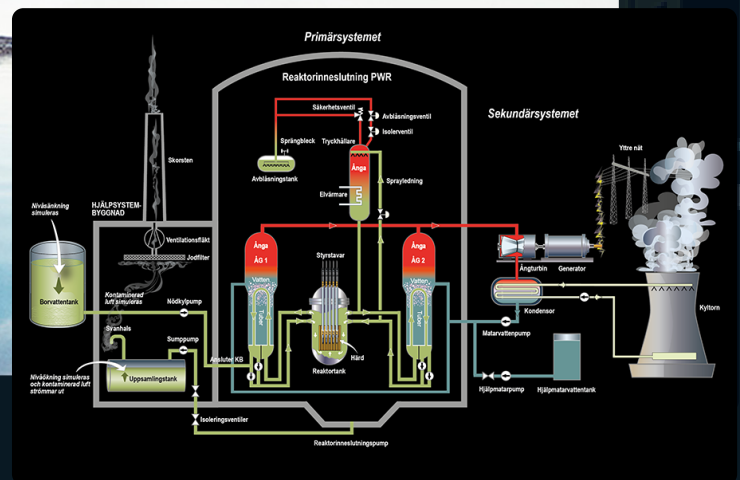 Primärsystemet
Reaktorinneslutning PWR
Säkerhetsventil
Avblåsningsventil
Isolerventil
Sprängbleck
Tryckhållare
Avblåsningstank
Ånga
Sprayledning
Elvärmare
Sekundärsystemet
Yttre nät
Skorsten
Nivåsänkning
simuleras
HJÄLPSYSTEM-
BYGGNAD
Ventilationsfläkt
Jodfilter
Borvattentank
Kontaminerad
luft simuleras
Nödkylpump
Svanhals
Sumppump
Ansluter KB
Nivåökning simuleras
och kontaminerad luft
strömmar ut
Uppsamlingstank
Isoleringsventiler
Reaktorinneslutningspump
Ånga
ÅG 1
Vatten
Tuber
Styrstavar
Härd
Reaktortank
Ånga
ÅG 2
Vatten
Tuber
Ångturbin
Generator
Kondensor
Matarvattenpump
Kyltorn
Hjälpmatarpump
Hjälpmatarvattentank